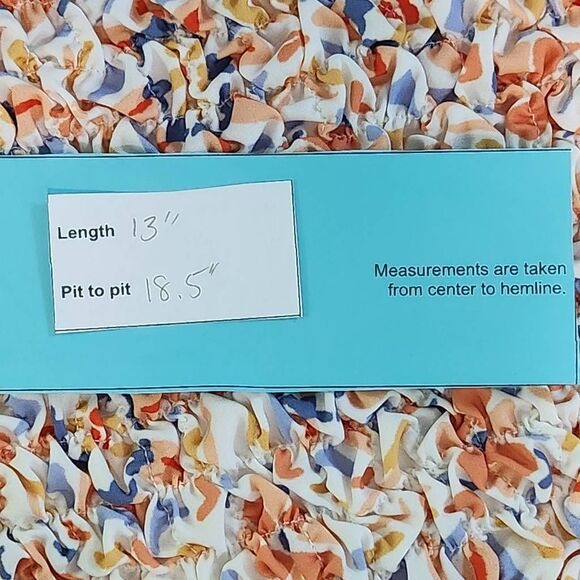 Length 13"
Pit to pit 18.5"
Measurements are taken
from center to hemline.